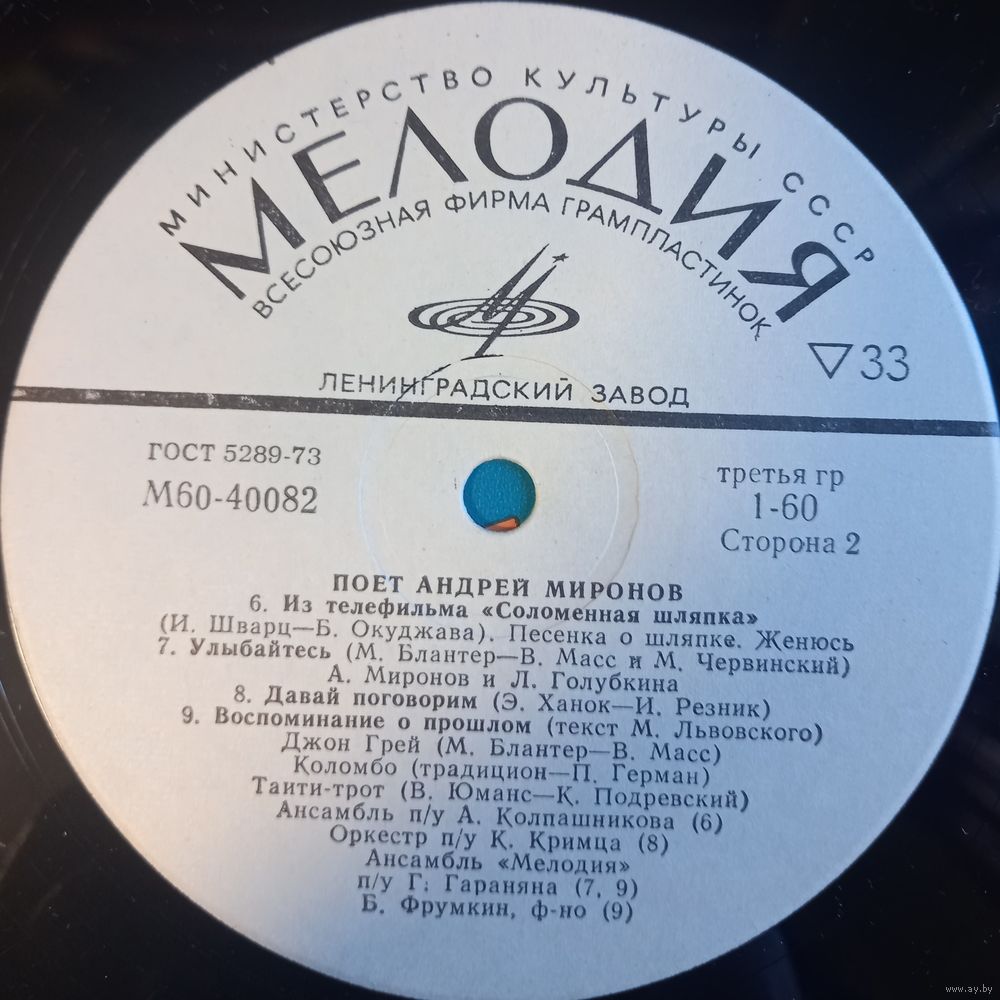 МИНИСТЕРСТВО КУЛЬТУРЫ СССР
МЕЛОДИЯ
ВСЕСОЮЗНАЯ ФИРМА ГРАМПЛАСТИНОК
▽33
ЛЕНИНГРАДСКИЙ ЗАВОД
ГОСТ 5289-73
М60-40082
третья гр
1-60
Сторона 2
ПОЕТ АНДРЕЙ МИРОНОВ
6. Из телефильма «Соломенная шляпка»
(И. Шварц—Б. Окуджава). Песенка о шляпке. Женюсь
7. Улыбайтесь (М. Блантер—В. Масс и М. Червинский)
А. Миронов и Л. Голубкина
8. Давай поговорим (Э. Ханок—И. Резник)
9. Воспоминание о прошлом (текст М. Львовского)
Джон Грей (М. Блантер—В. Масс)
Коломбо (традицион—П. Герман)
Таити-трот (В. Юманс—К. Подревский)
Ансамбль п/у А. Колпашникова (6)
Оркестр п/у К. Кримца (8)
Ансамбль «Мелодия»
п/у Г. Гараняна (7, 9)
Б. Фрумкин, ф-но (9)
www.ay.by